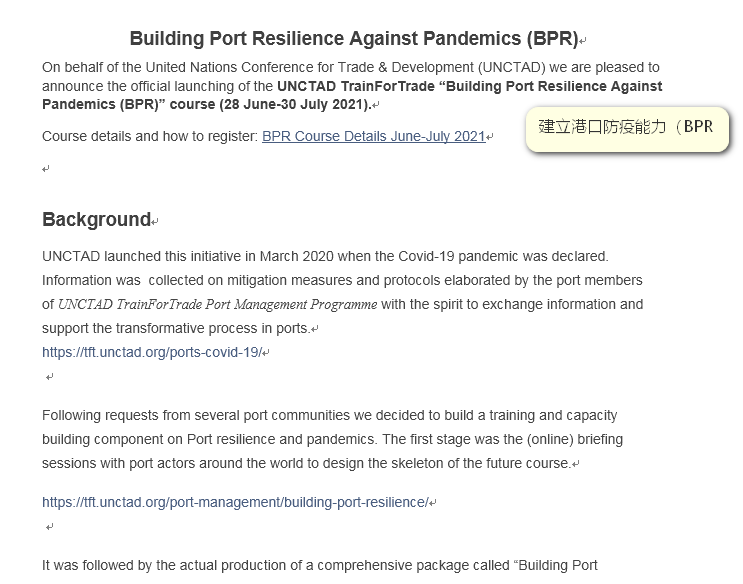 Building Port Resilience Against Pandemics (BPR)
On behalf of the United Nations Conference for Trade & Development (UNCTAD) we are pleased to
announce the official launching of the UNCTAD TrainForTrade “Building Port Resilience Against
Pandemics (BPR)” course (28 June-30 July 2021).
Course details and how to register: BPR Course Details June-July 2021
建立港口防疫能力（BPR
Background
UNCTAD launched this initiative in March 2020 when the Covid-19 pandemic was declared.
Information was  collected on mitigation measures and protocols elaborated by the port members
of UNCTAD TrainForTrade Port Management Programme with the spirit to exchange information and
support the transformative process in ports.
https://tft.unctad.org/ports-covid-19/
Following requests from several port communities we decided to build a training and capacity
building component on Port resilience and pandemics. The first stage was the (online) briefing
sessions with port actors around the world to design the skeleton of the future course.
https://tft.unctad.org/port-management/building-port-resilience/
It was followed by the actual production of a comprehensive package called “Building Port